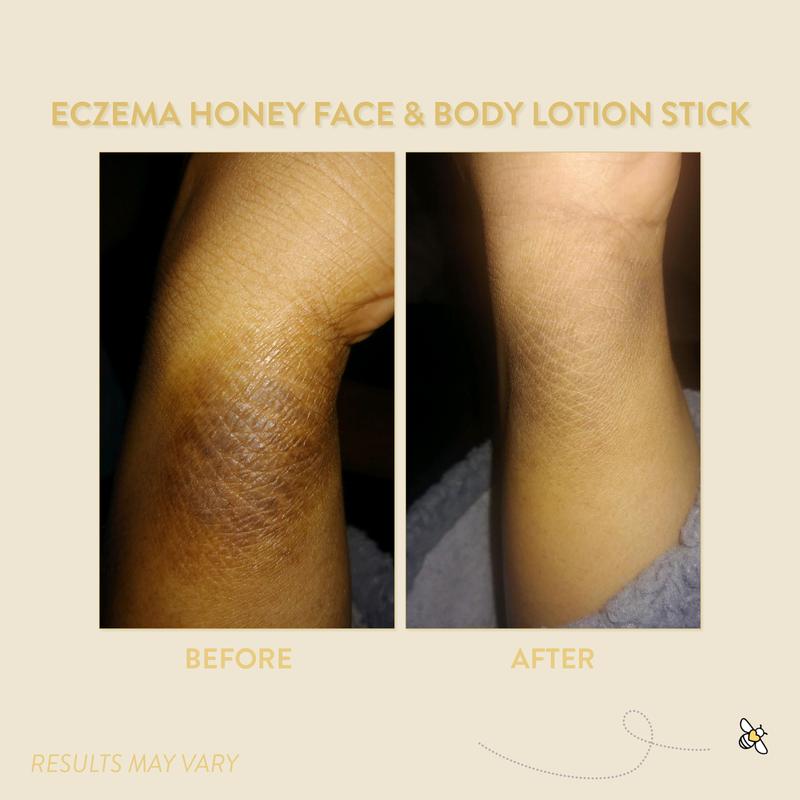 ECZEMA HONEY FACE & BODY LOTION STICK
BEFORE
AFTER
RESULTS MAY VARY